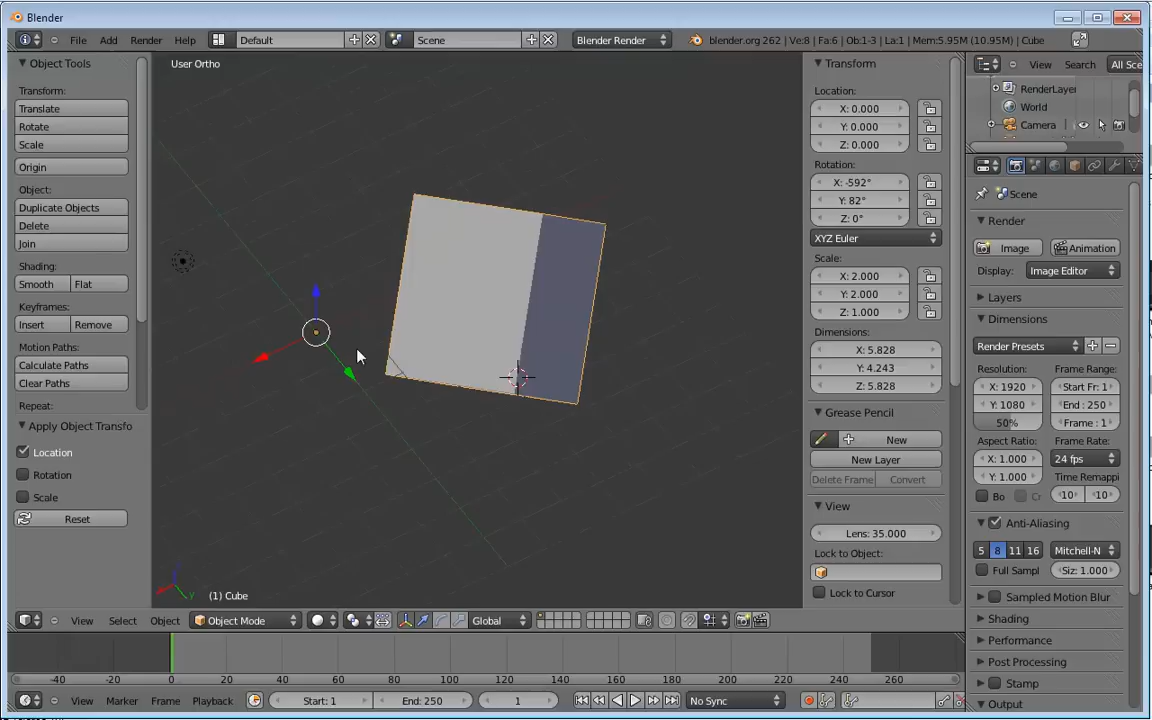 Blender
File Add Render Help Default Scene Blender Render blender.org 262 | Ve:8 | Fa:6 | Ob:1-3 | La:1 | Mem:5.95M (10.95M) | Cube
Object Tools
Transform:
Translate
Rotate
Scale
Origin
Object:
Duplicate Objects
Delete
Join
Shading:
Smooth Flat
Keyframes:
Insert Remove
Motion Paths:
Calculate Paths
Clear Paths
Repeat:
Apply Object Transfo
Location
Rotation
Scale
Reset
User Ortho
(1) Cube
Transform
Location:
X: 0.000
Y: 0.000
Z: 0.000
Rotation:
X: -592°
Y: 82°
Z: 0°
XYZ Euler
Scale:
X: 2.000
Y: 2.000
Z: 1.000
Dimensions:
X: 5.828
Y: 4.243
Z: 5.828
Grease Pencil
New
New Layer
Delete Frame Convert
View
Lens: 35.000
Lock to Object:
Lock to Cursor
View Search All Sce
RenderLayer
World
Camera
Scene
Render
Image Animation
Display: Image Editor
Layers
Dimensions
Render Presets
Resolution: Frame Range:
X: 1920 Start Fr: 1
Y: 1080 End : 250
50% Frame : 1
Aspect Ratio: Frame Rate:
X: 1.000 24 fps
Y: 1.000 Time Remappi
Bo Cr 10 10
Anti-Aliasing
5 8 11 16 Mitchell-N
Full Sampl Siz: 1.000
Sampled Motion Blur
Shading
Performance
Post Processing
Stamp
Output
View Select Object Object Mode Global
-40 -20 0 20 40 60 80 100 120 140 160 180 200 220 240 260
View Marker Frame Playback Start: 1 End: 250 1 No Sync